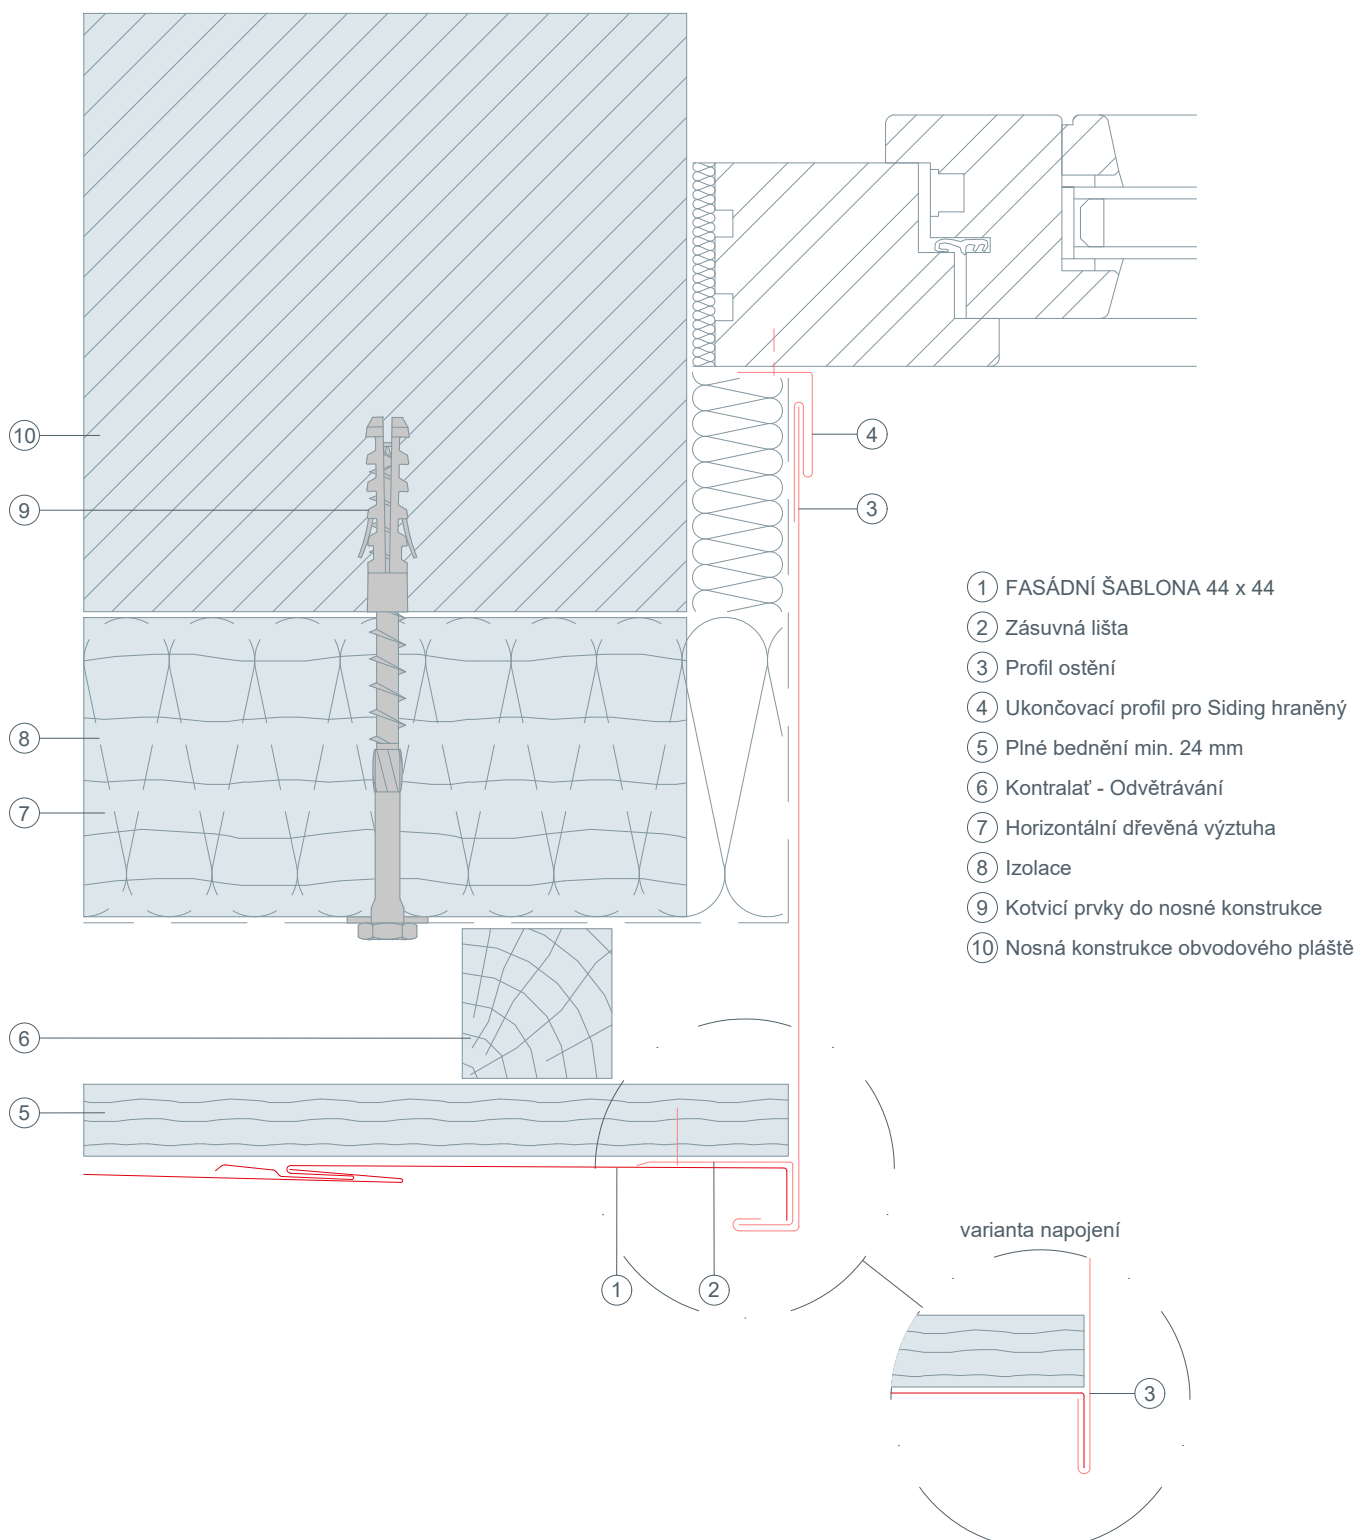 10
9
8
7
6
5
4
3
1 FASÁDNÍ ŠABLONA 44 x 44
2 Zásuvná lišta
3 Profil ostění
4 Ukončovací profil pro Siding hraněný
5 Plné bednění min. 24 mm
6 Kontralať - Odvětrávání
7 Horizontální dřevěná výztuha
8 Izolace
9 Kotvicí prvky do nosné konstrukce
10 Nosná konstrukce obvodového pláště
1
2
varianta napojení
3